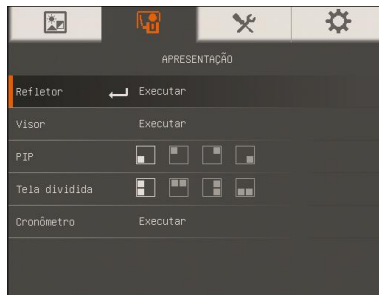 APRESENTAÇÃO
Refletor Executar
Visor Executar
PIP
Tela dividida
Cronômetro Executar